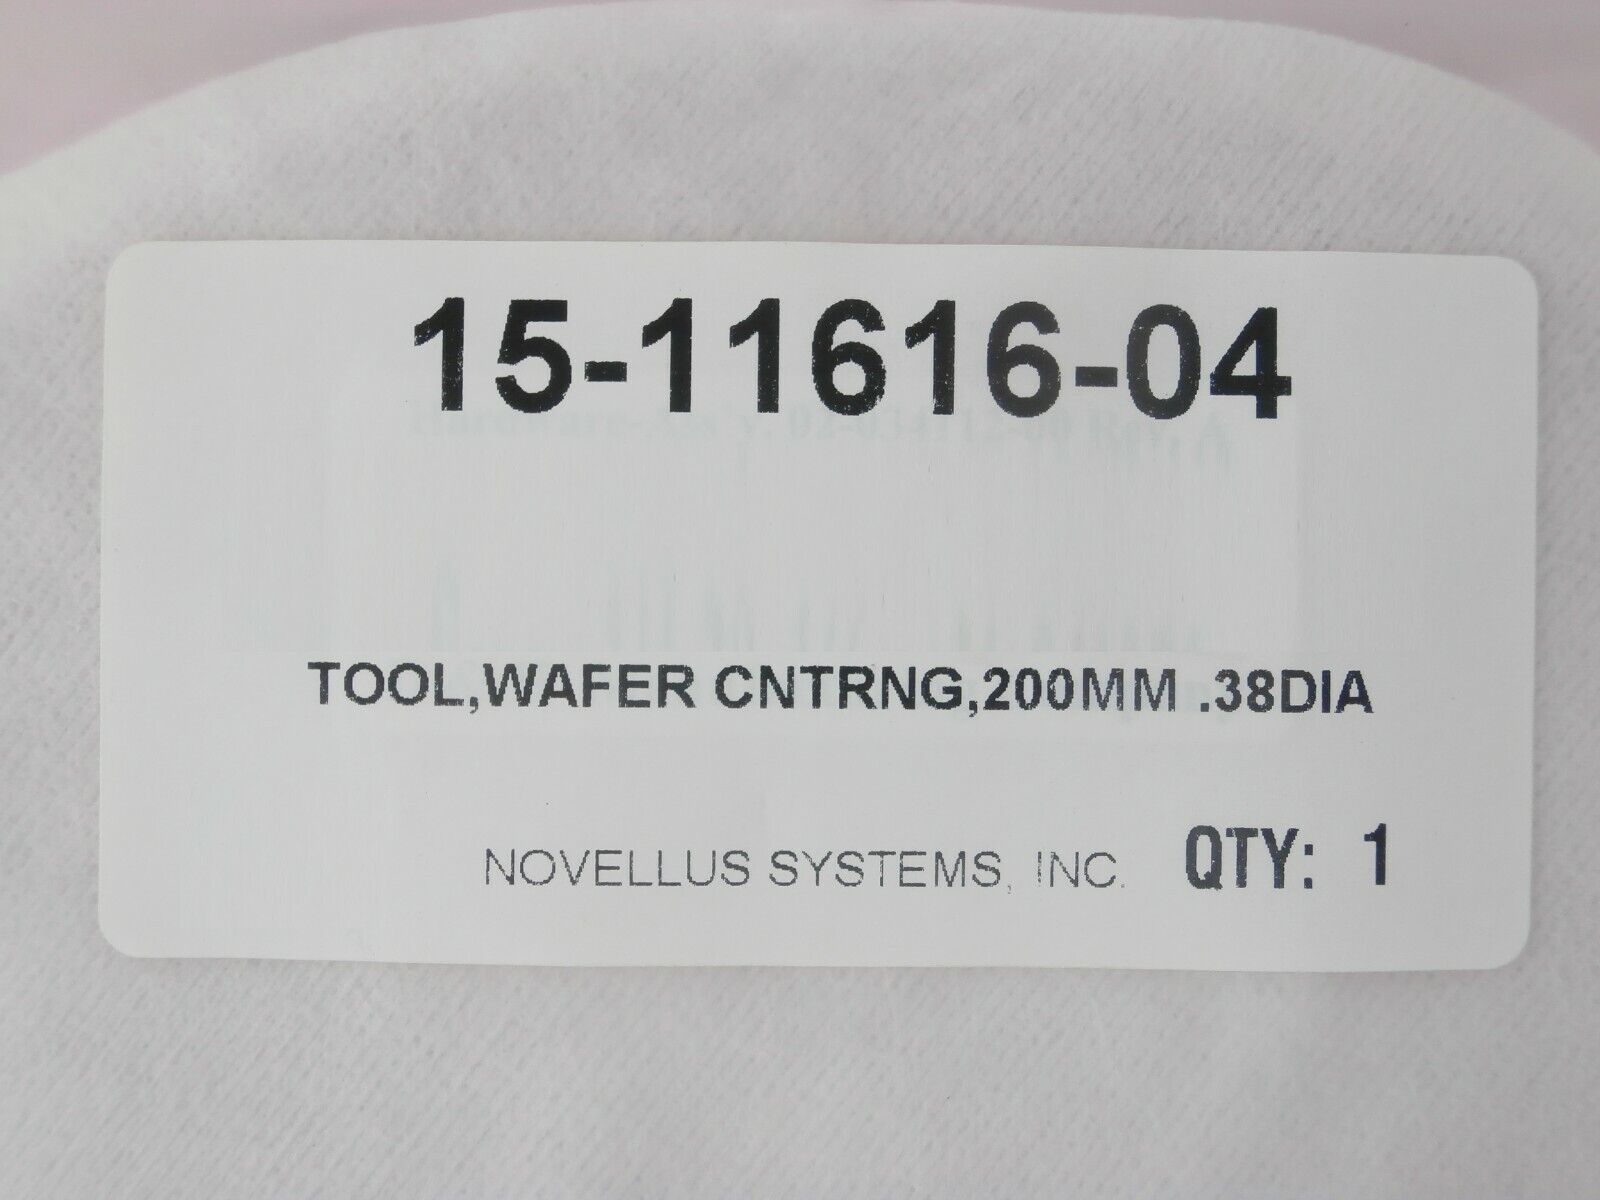 15-11616-04
TOOL,WAFER CNTRNG,200MM .38DIA
NOVELLUS SYSTEMS, INC. QTY: 1